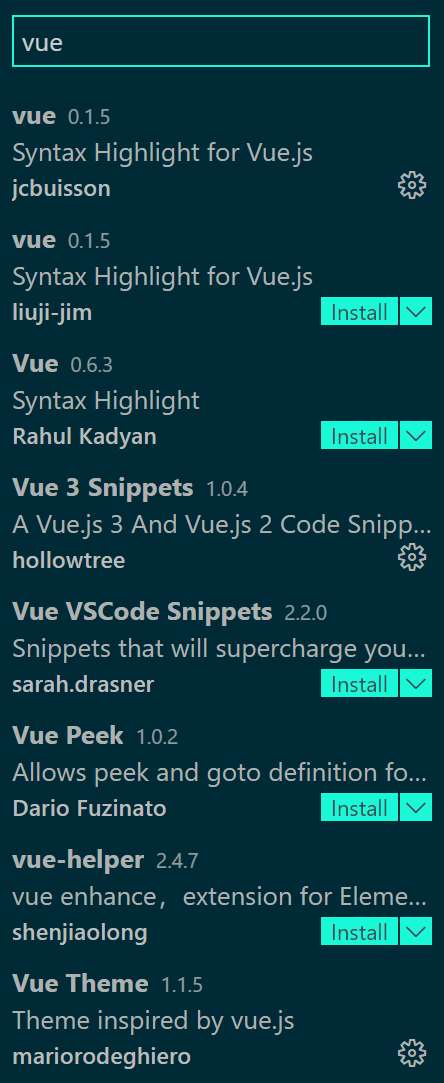 vue
vue 0.1.5
Syntax Highlight for Vue.js
jcbuisson
vue 0.1.5
Syntax Highlight for Vue.js
liuji-jim Install
Vue 0.6.3
Syntax Highlight
Rahul Kadyan Install
Vue 3 Snippets 1.0.4
A Vue.js 3 And Vue.js 2 Code Snipp...
hollowtree
Vue VSCode Snippets 2.2.0
Snippets that will supercharge you...
sarah.drasner Install
Vue Peek 1.0.2
Allows peek and goto definition fo...
Dario Fuzinato Install
vue-helper 2.4.7
vue enhance，extension for Eleme...
shenjiaolong Install
Vue Theme 1.1.5
Theme inspired by vue.js
mariorodeghiero